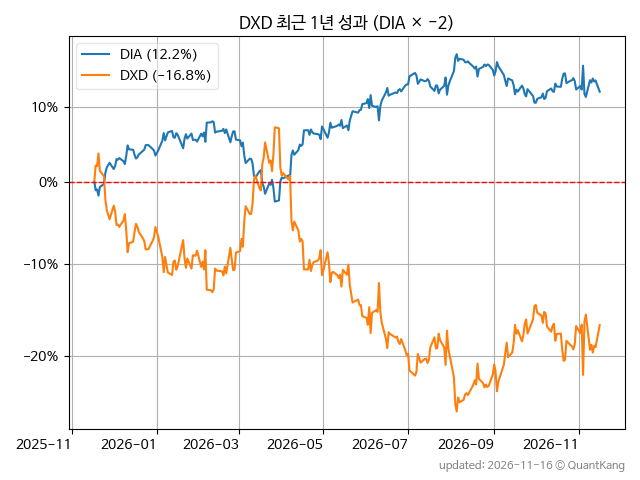 DXD 최근 1년 성과 (DIA × −2)
DIA (12.2%)
DXD (−16.8%)
10%
0%
−10%
−20%
2025-11 2026-01 2026-03 2026-05 2026-07 2026-09 2026-11
updated: 2026-11-16 © QuantKang